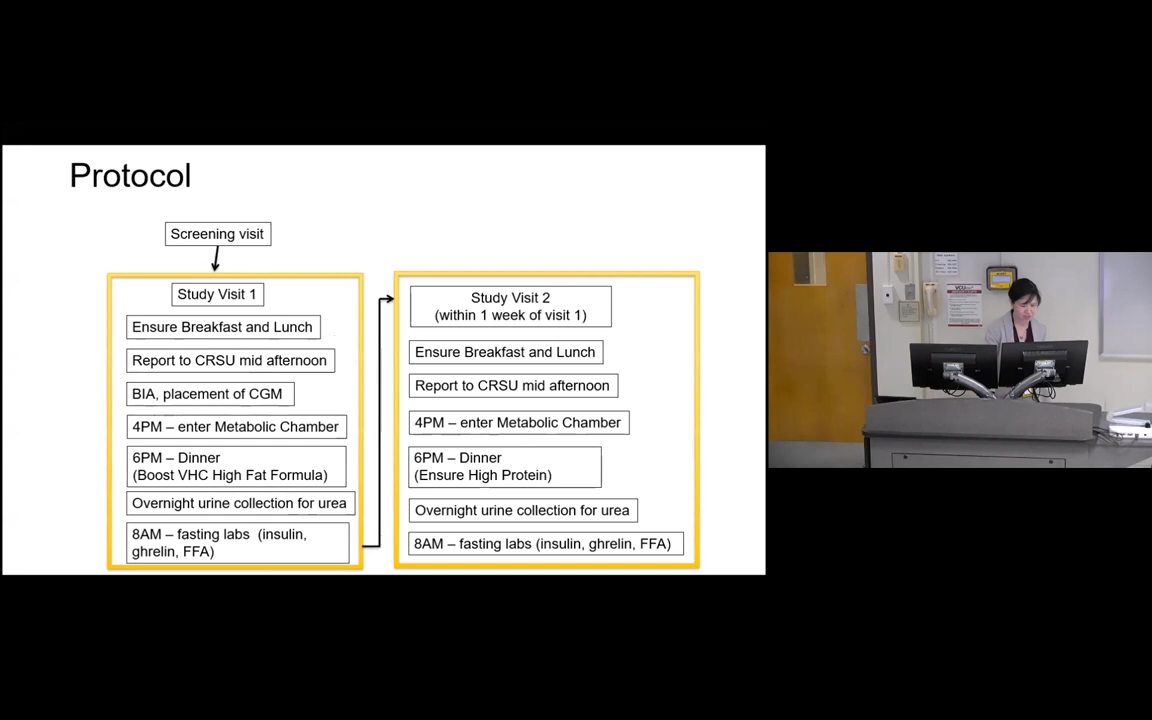 Protocol
Screening visit
Study Visit 1
Ensure Breakfast and Lunch
Report to CRSU mid afternoon
BIA, placement of CGM
4PM – enter Metabolic Chamber
6PM – Dinner
(Boost VHC High Fat Formula)
Overnight urine collection for urea
8AM – fasting labs (insulin,
ghrelin, FFA)
Study Visit 2
(within 1 week of visit 1)
Ensure Breakfast and Lunch
Report to CRSU mid afternoon
4PM – enter Metabolic Chamber
6PM – Dinner
(Ensure High Protein)
Overnight urine collection for urea
8AM – fasting labs (insulin, ghrelin, FFA)
VCU